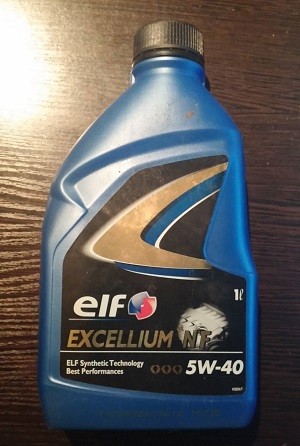 elf
1ℓ
EXCELLIUM NF
ELF Synthetic Technology
Best Performances
5W-40